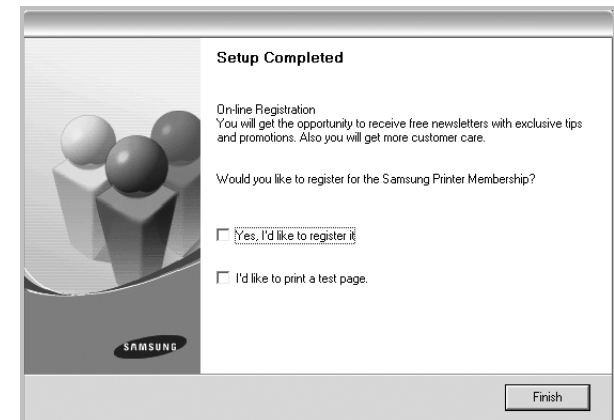 Setup Completed
On-line Registration
You will get the opportunity to receive free newsletters with exclusive tips
and promotions. Also you will get more customer care.
Would you like to register for the Samsung Printer Membership?
Yes, I'd like to register it
I'd like to print a test page.
SAMSUNG
Finish